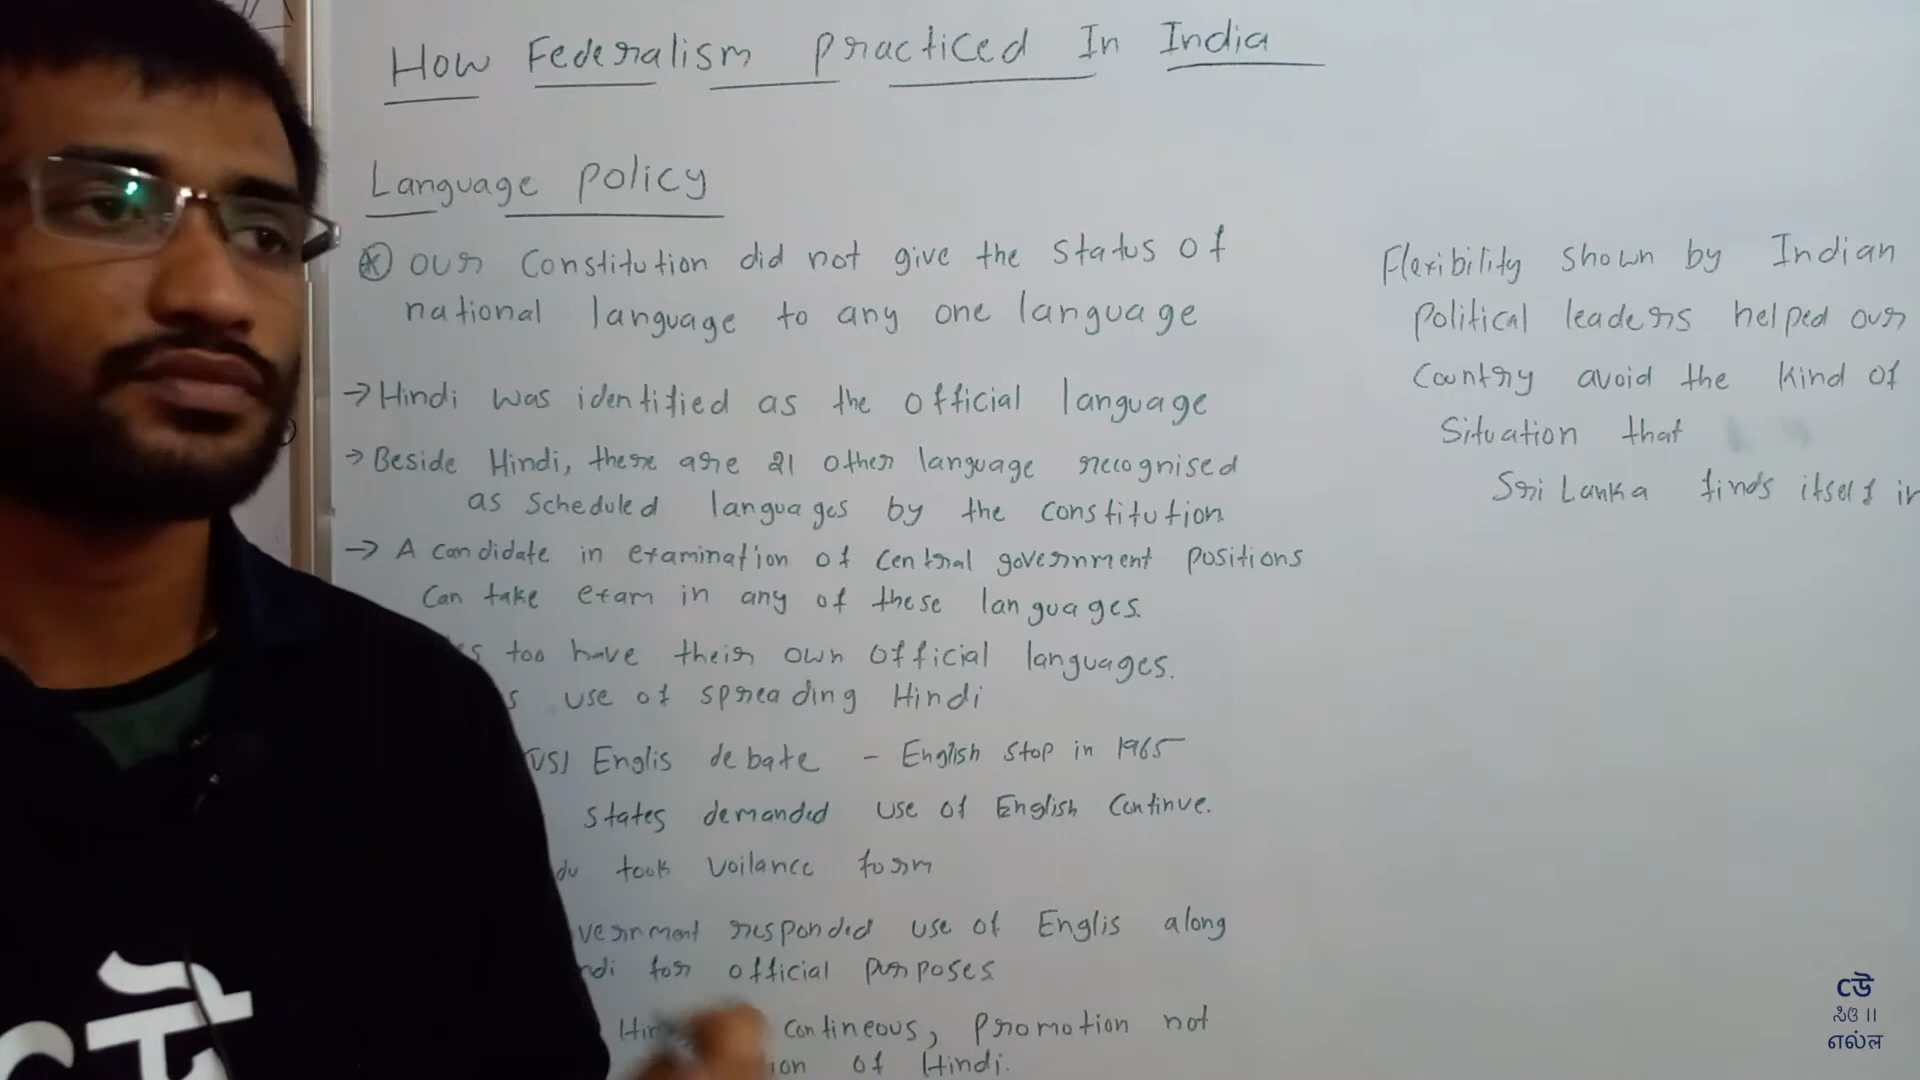 How Federalism Practiced In India
Language Policy
our Constitution did not give the status of
national language to any one language
→ Hindi was identified as the official language
→ Beside Hindi, there are 21 other language recognised
as Scheduled languages by the constitution
→ A candidate in examination of Central government positions
Can take exam in any of these languages.
too have their own official languages.
use of spreading Hindi
(VS) Englis debate - English stop in 1965
states demanded use of English Continue.
took voilance form
responded use of Englis along
for official purposes
contineous, Promotion not
of Hindi.
Flexibility shown by Indian
Political leaders helped our
Country avoid the kind of
Situation that
Sri Lanka finds itself in
Cউ
ಸಿಓ ॥
எல்ல